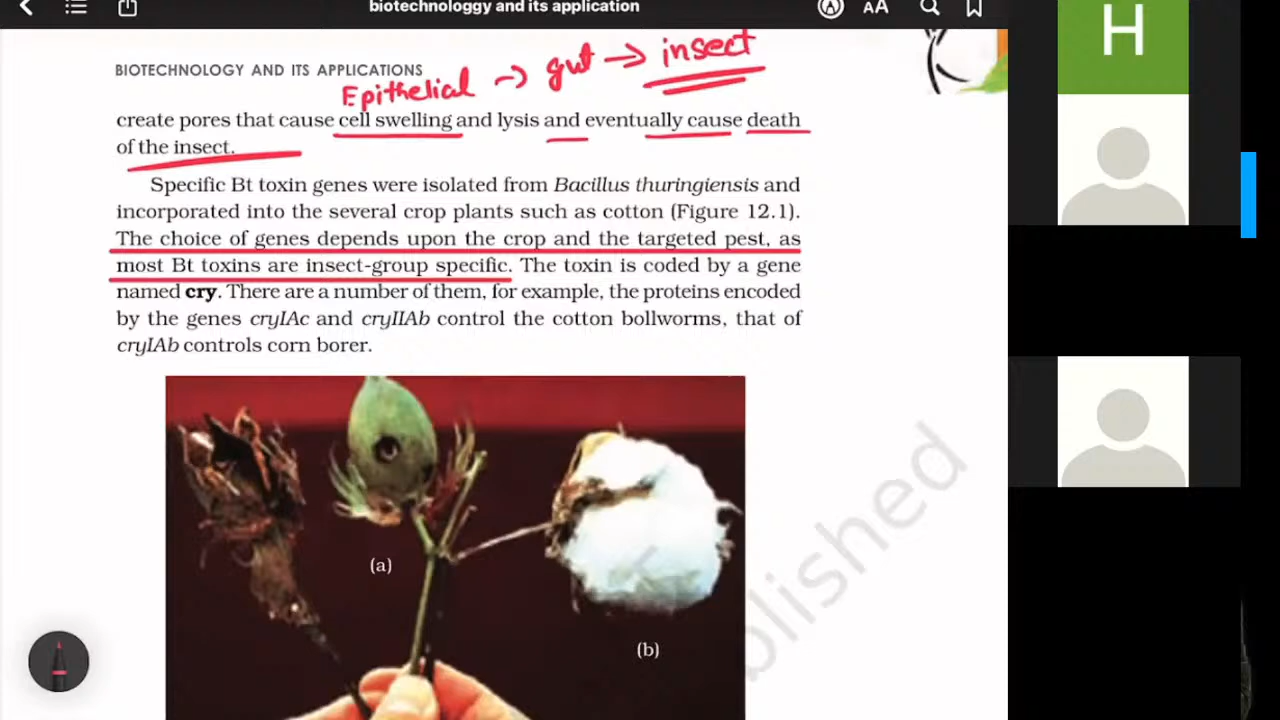 biotechnologgy and its application
AA
H
Epithelial → gut → insect
BIOTECHNOLOGY AND ITS APPLICATIONS
create pores that cause cell swelling and lysis and eventually cause death
of the insect.
Specific Bt toxin genes were isolated from Bacillus thuringiensis and
incorporated into the several crop plants such as cotton (Figure 12.1).
The choice of genes depends upon the crop and the targeted pest, as
most Bt toxins are insect-group specific. The toxin is coded by a gene
named cry. There are a number of them, for example, the proteins encoded
by the genes cryIAc and cryIIAb control the cotton bollworms, that of
cryIAb controls corn borer.
(a)
(b)